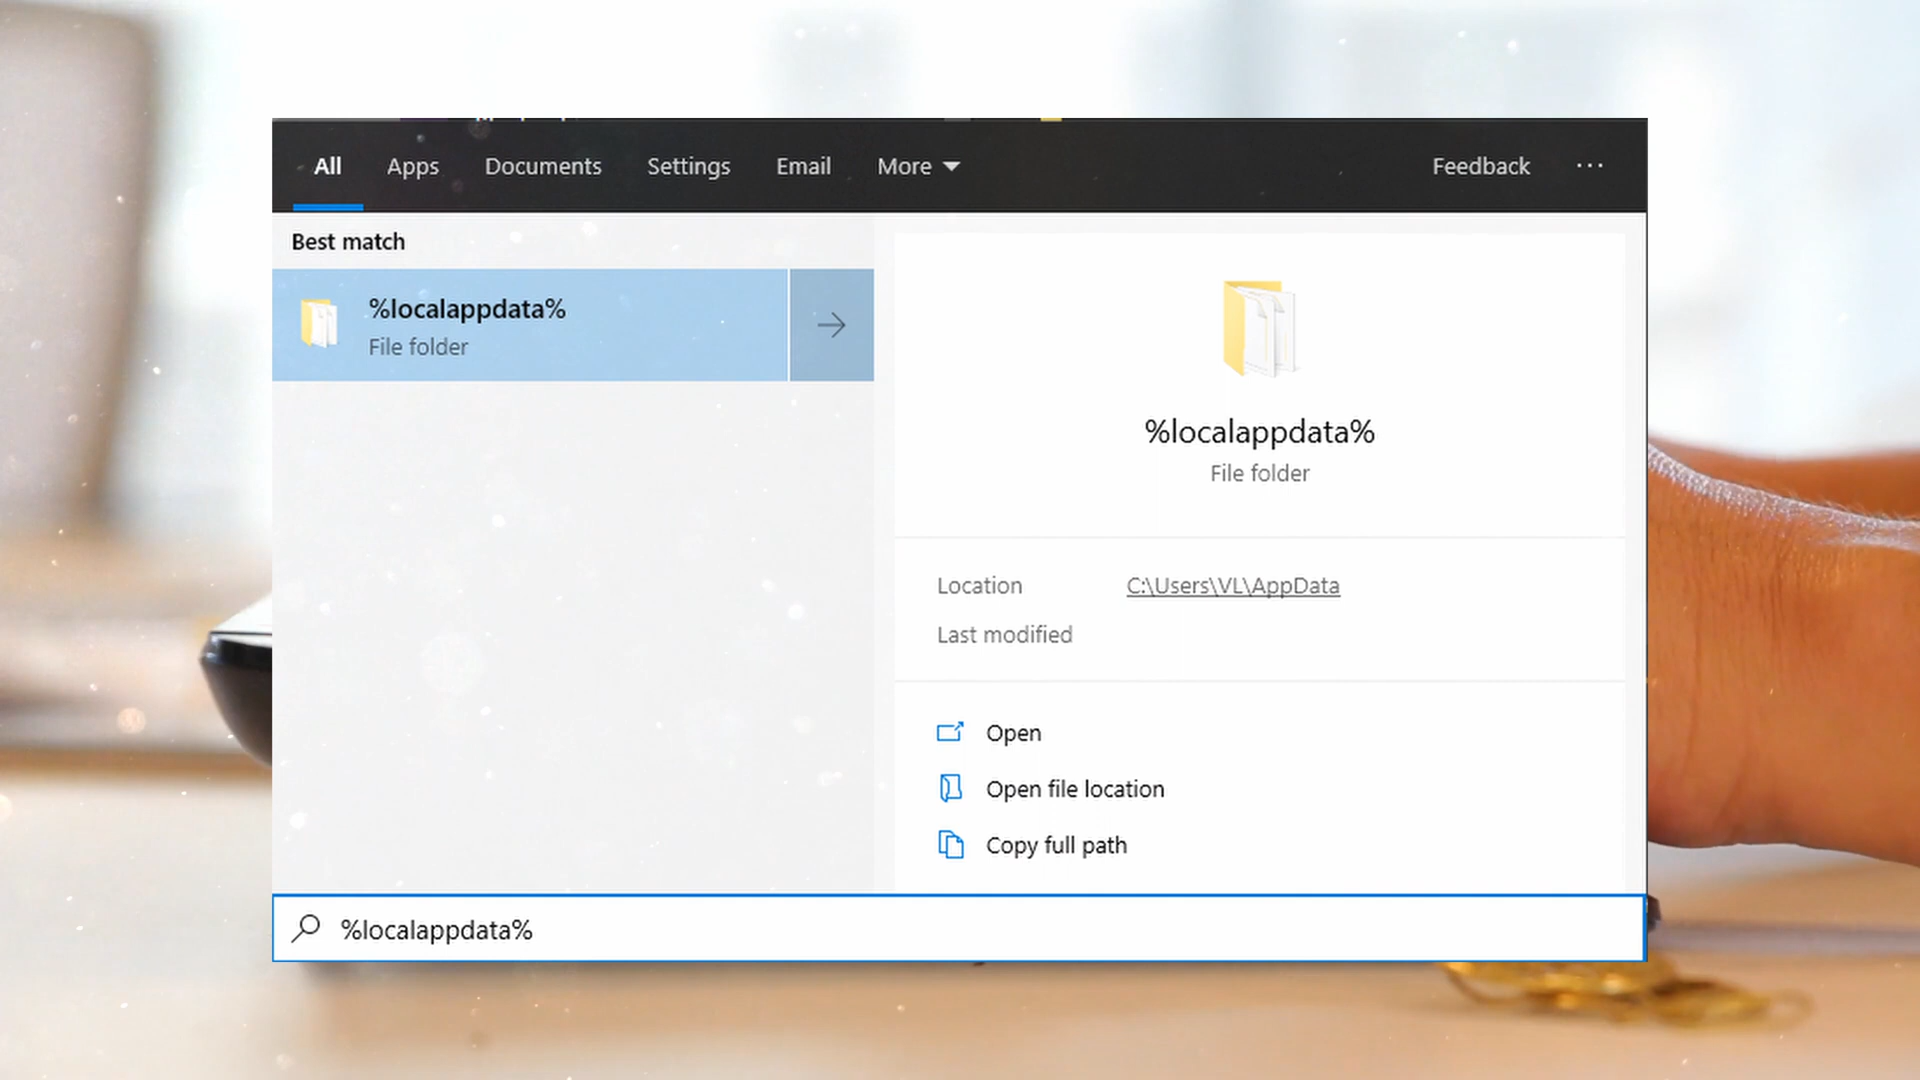 All Apps Documents Settings Email More Feedback ...
Best match
%localappdata%
File folder
%localappdata%
File folder
Location C:\Users\VL\AppData
Last modified
Open
Open file location
Copy full path
%localappdata%